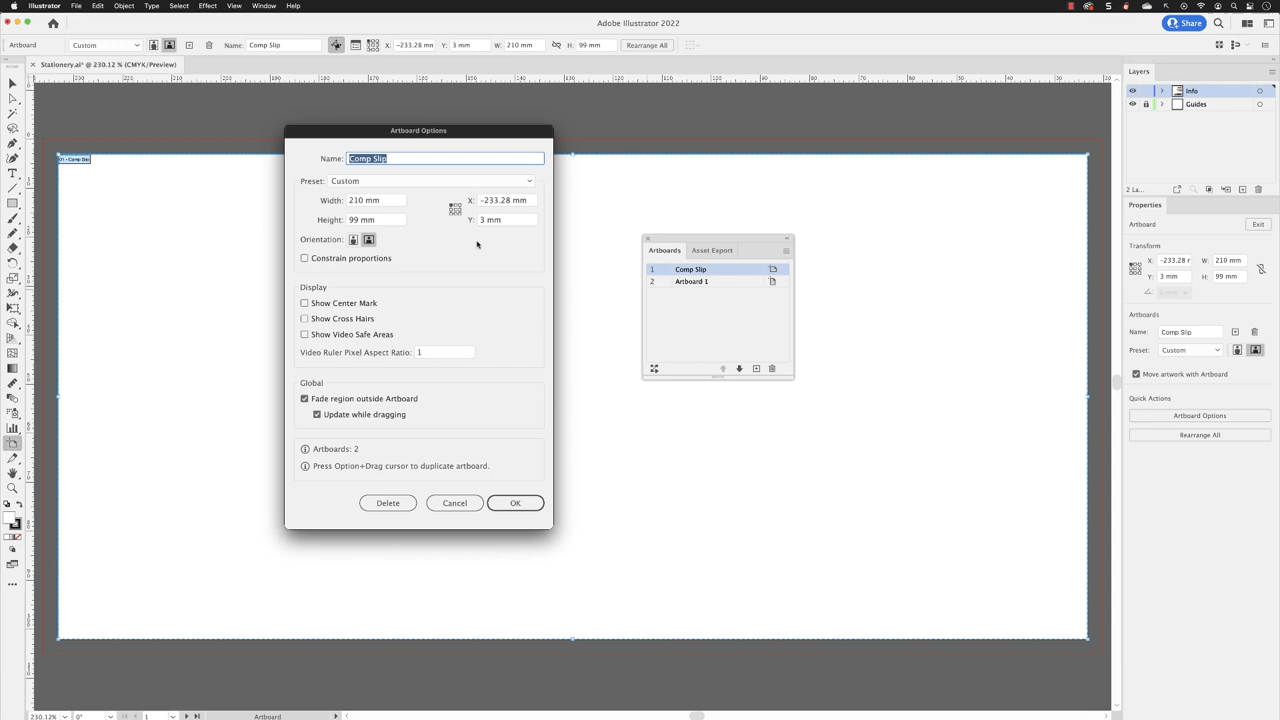 Illustrator File Edit Object Type Select Effect View Window Help
Adobe Illustrator 2022
Share
Artboard Custom Name: Comp Slip X: -233.28 mn Y: 3 mm W: 210 mm H: 99 mm Rearrange All
Stationery.ai* @ 230.12 % (CMYK/Preview)
01 - Comp Slip
Artboard Options
Name: Comp Slip
Preset: Custom
Width: 210 mm X: -233.28 mm
Height: 99 mm Y: 3 mm
Orientation:
Constrain proportions
Display
Show Center Mark
Show Cross Hairs
Show Video Safe Areas
Video Ruler Pixel Aspect Ratio: 1
Global
Fade region outside Artboard
Update while dragging
Artboards: 2
Press Option+Drag cursor to duplicate artboard.
Delete Cancel OK
Artboards Asset Export
1 Comp Slip
2 Artboard 1
Layers
Info
Guides
2 La...
Properties
Artboard Exit
Transform
X: -233.28 r W: 210 mm
Y: 3 mm H: 99 mm
Artboards
Name: Comp Slip
Preset: Custom
Move artwork with Artboard
Quick Actions
Artboard Options
Rearrange All
230.12% 0° 1 Artboard